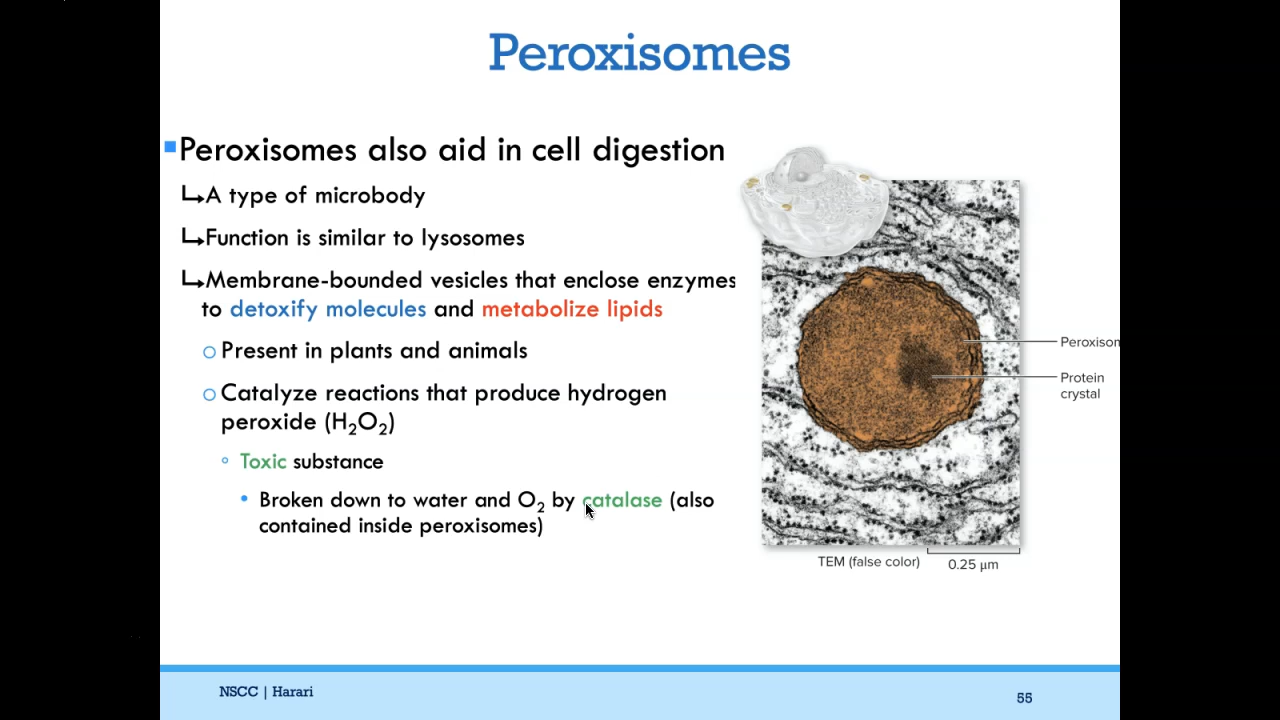 Peroxisomes
Peroxisomes also aid in cell digestion
A type of microbody
Function is similar to lysosomes
Membrane-bounded vesicles that enclose enzymes
to detoxify molecules and metabolize lipids
Present in plants and animals
Catalyze reactions that produce hydrogen
peroxide (H₂O₂)
Toxic substance
Broken down to water and O₂ by catalase (also
contained inside peroxisomes)
Peroxisom
Protein
crystal
TEM (false color)
0.25 µm
NSCC | Harari
55